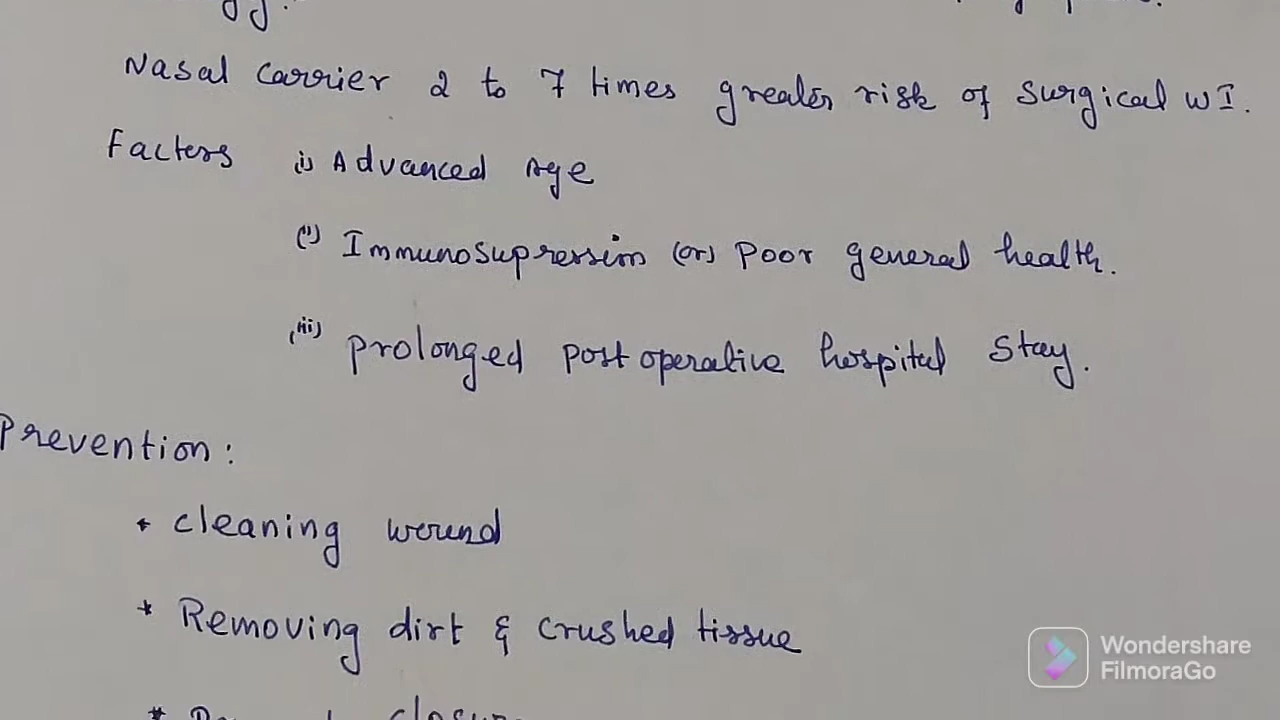 Nasal Carrier 2 to 7 times greater risk of Surgical WI.
Factors i) Advanced Age
(ii) Immunosupression (or) Poor general health.
(iii) Prolonged post operative hospital stay.
Prevention:
* cleaning wound
* Removing dirt & crushed tissue
Wondershare
FilmoraGo